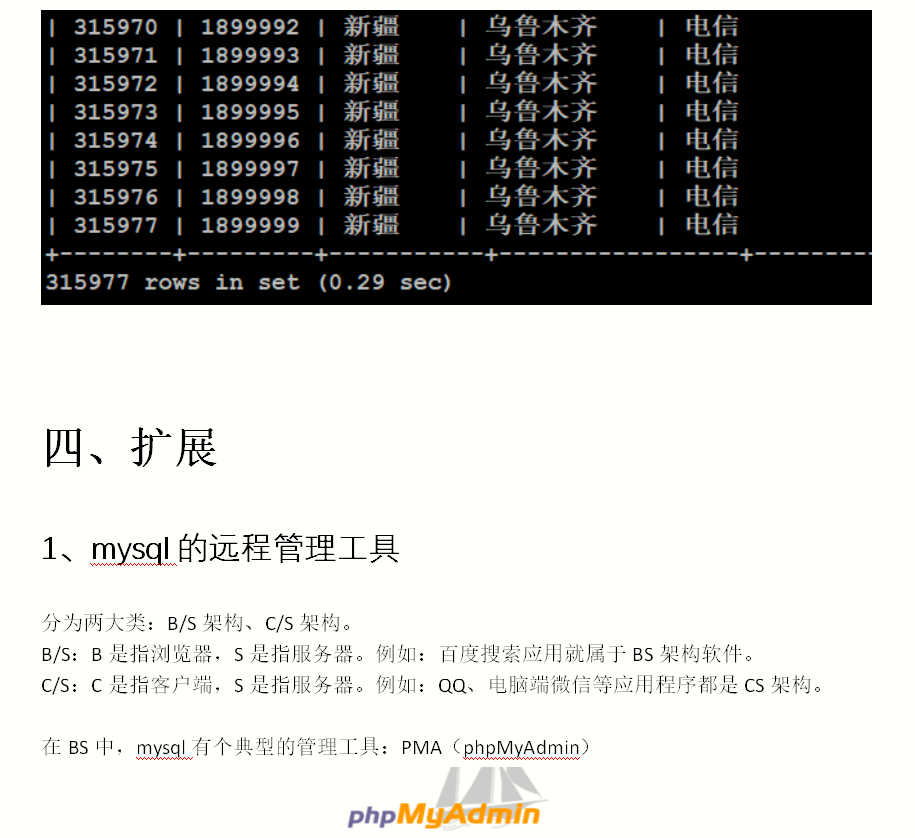 | 315970 | 1899992 | 新疆 | 乌鲁木齐 | 电信
| 315971 | 1899993 | 新疆 | 乌鲁木齐 | 电信
| 315972 | 1899994 | 新疆 | 乌鲁木齐 | 电信
| 315973 | 1899995 | 新疆 | 乌鲁木齐 | 电信
| 315974 | 1899996 | 新疆 | 乌鲁木齐 | 电信
| 315975 | 1899997 | 新疆 | 乌鲁木齐 | 电信
| 315976 | 1899998 | 新疆 | 乌鲁木齐 | 电信
| 315977 | 1899999 | 新疆 | 乌鲁木齐 | 电信
+--------+---------+-----------+-----------------+---------
315977 rows in set (0.29 sec)
四、扩展
1、mysql的远程管理工具
分为两大类：B/S 架构、C/S 架构。
B/S：B 是指浏览器，S 是指服务器。例如：百度搜索应用就属于 BS 架构软件。
C/S：C 是指客户端，S 是指服务器。例如：QQ、电脑端微信等应用程序都是 CS 架构。
在 BS 中，mysql 有个典型的管理工具：PMA（phpMyAdmin）
phpMyAdmin